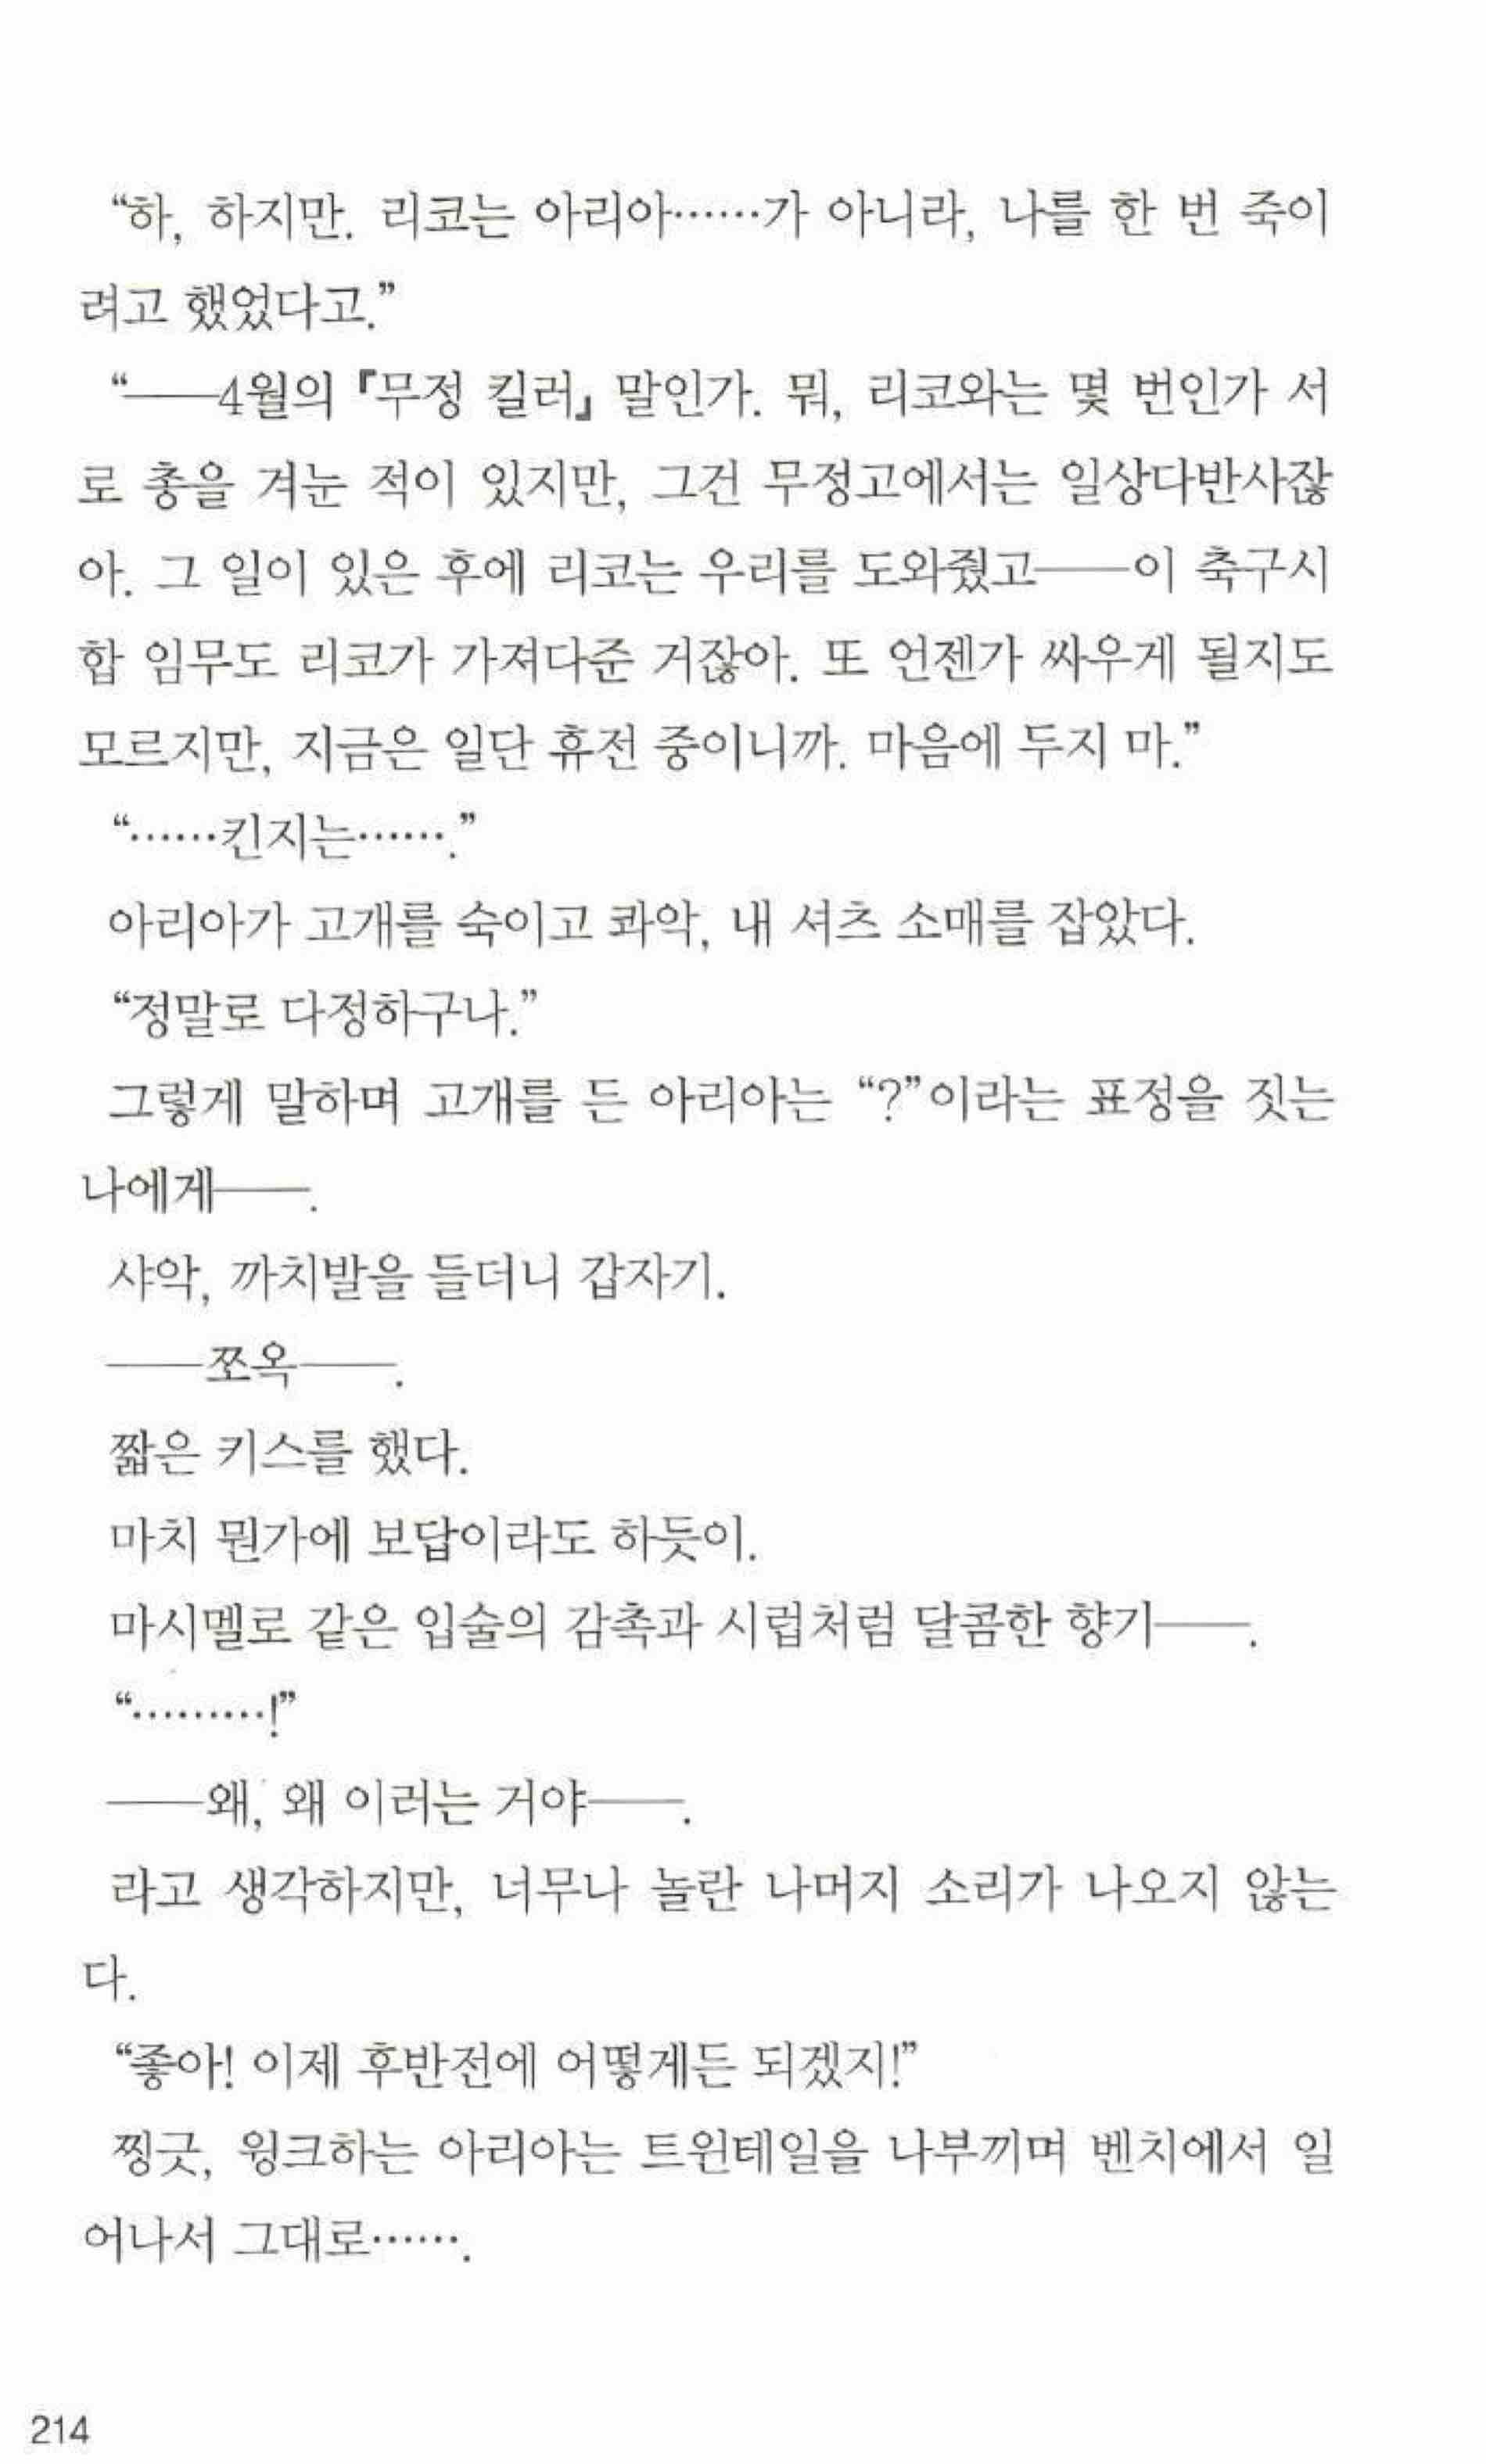 “하, 하지만. 리코는 아리아……가 아니라, 나를 한 번 죽이
려고 했었다고.”
“──4월의 『무정 킬러』 말인가. 뭐, 리코와는 몇 번인가 서
로 총을 겨눈 적이 있지만, 그건 무정고에서는 일상다반사잖
아. 그 일이 있은 후에 리코는 우리를 도와줬고──이 축구시
합 임무도 리코가 가져다준 거잖아. 또 언젠가 싸우게 될지도
모르지만, 지금은 일단 휴전 중이니까. 마음에 두지 마.”
“……킨지는…….”
아리아가 고개를 숙이고 콰악, 내 셔츠 소매를 잡았다.
“정말로 다정하구나.”
그렇게 말하며 고개를 든 아리아는 “?”이라는 표정을 짓는
나에게──.
샤악, 까치발을 들더니 갑자기.
──쪼옥──.
짧은 키스를 했다.
마치 뭔가에 보답이라도 하듯이.
마시멜로 같은 입술의 감촉과 시럽처럼 달콤한 향기──.
“………!”
──왜, 왜 이러는 거야──.
라고 생각하지만, 너무나 놀란 나머지 소리가 나오지 않는
다.
“좋아! 이제 후반전에 어떻게든 되겠지!”
찡긋, 윙크하는 아리아는 트윈테일을 나부끼며 벤치에서 일
어나서 그대로…….
214